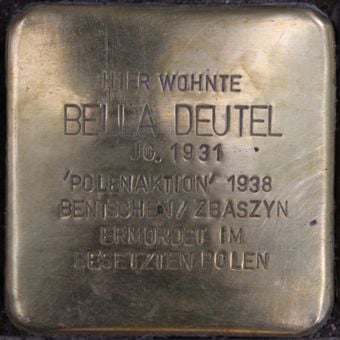 HIER WOHNTE
BELLA DEUTEL
JG. 1931
'POLENAKTION' 1938
BENTSCHEN / ZBASZYN
ERMORDET IM
BESETZTEN POLEN